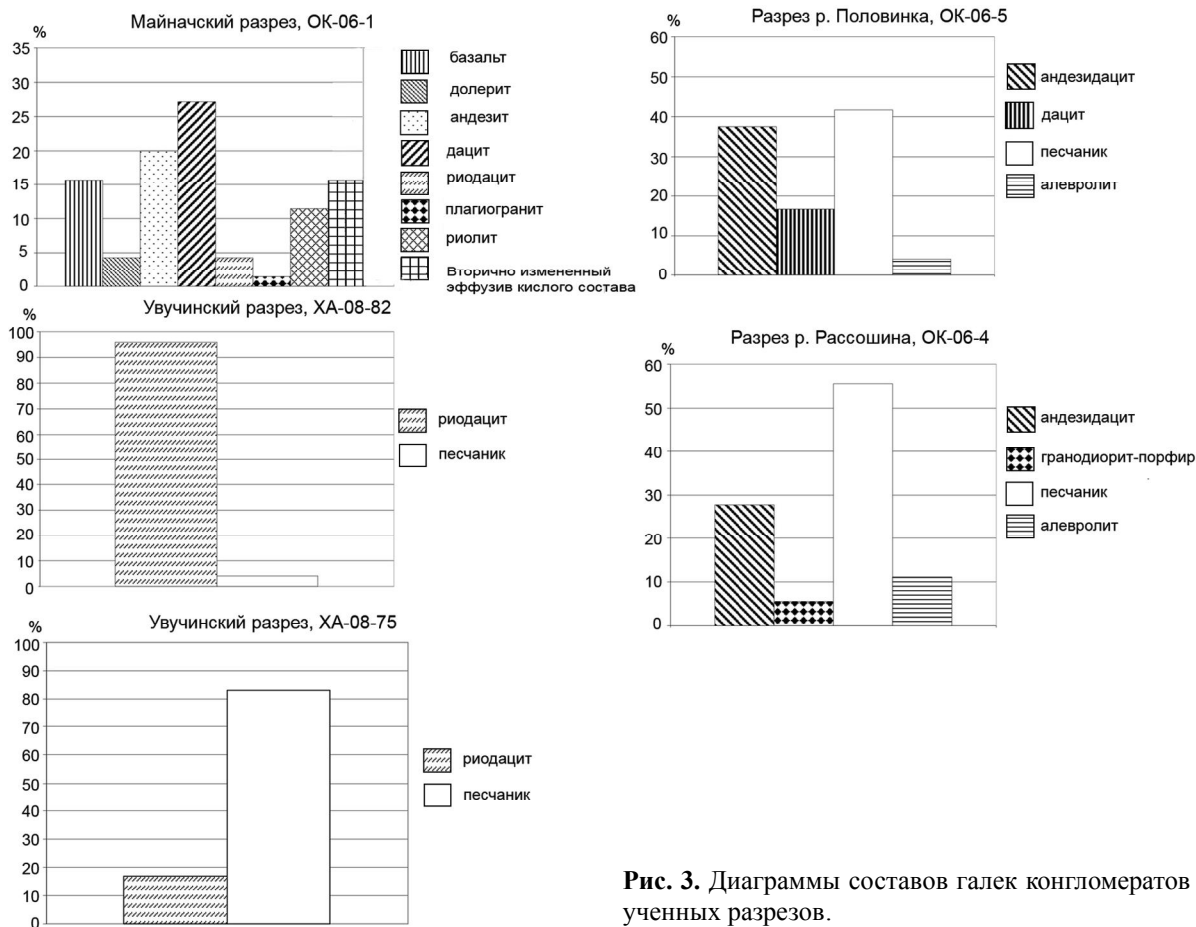 Майначский разрез, ОК-06-1
%
35
30
25
20
15
10
5
0
базальт
долерит
андезит
дацит
риодацит
плагиогранит
риолит
Вторично измененный
эффузив кислого состава
Увучинский разрез, ХА-08-82
%
100
90
80
70
60
50
40
30
20
10
0
риодацит
песчаник
Увучинский разрез, ХА-08-75
%
100
90
80
70
60
50
40
30
20
10
0
риодацит
песчаник
Разрез р. Половинка, ОК-06-5
%
60
50
40
30
20
10
0
андезидацит
дацит
песчаник
алевролит
Разрез р. Рассошина, ОК-06-4
%
60
50
40
30
20
10
0
андезидацит
гранодиорит-порфир
песчаник
алевролит
Рис. 3. Диаграммы составов галек конгломератов
ученных разрезов.